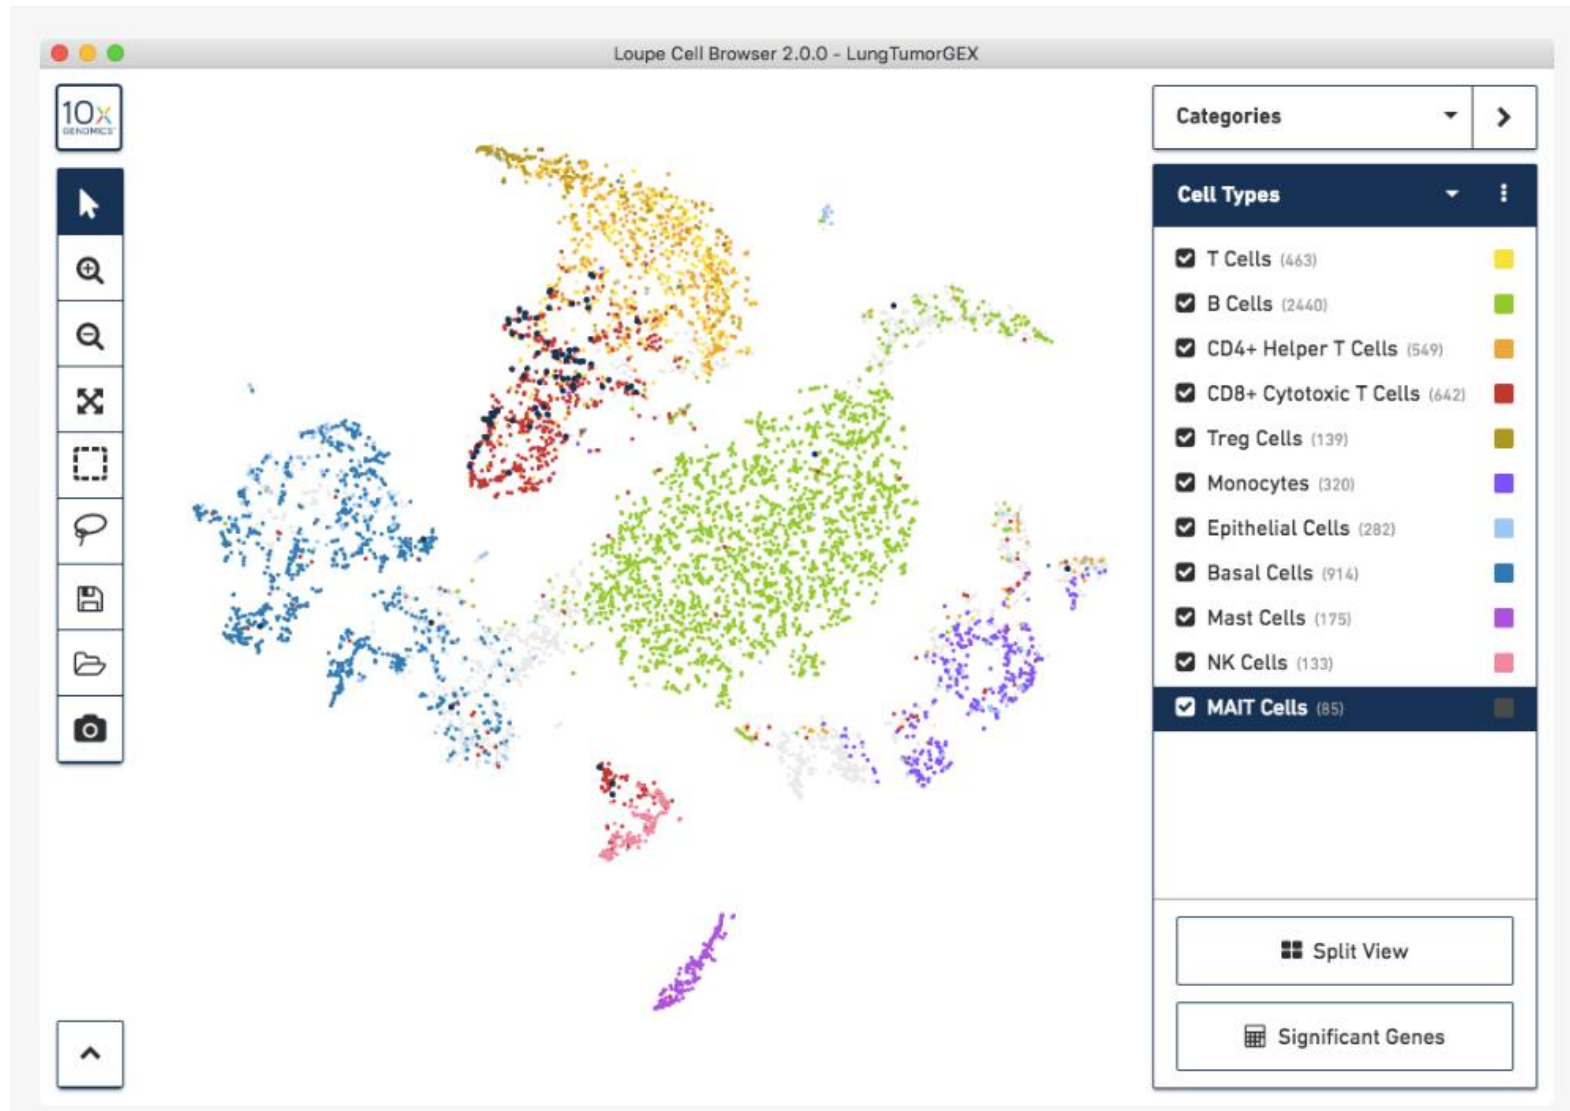 Loupe Cell Browser 2.0.0 - LungTumorGEX
10x
GENOMICS
Categories
Cell Types
T Cells (463)
B Cells (2440)
CD4+ Helper T Cells (549)
CD8+ Cytotoxic T Cells (642)
Treg Cells (139)
Monocytes (320)
Epithelial Cells (282)
Basal Cells (914)
Mast Cells (175)
NK Cells (133)
MAIT Cells (85)
Split View
Significant Genes